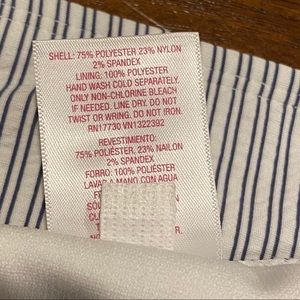 SHELL: 75% POLYESTER 23% NYLON
2% SPANDEX
LINING: 100% POLYESTER
HAND WASH COLD SEPARATELY.
ONLY NON-CHLORINE BLEACH
IF NEEDED. LINE DRY. DO NOT
TWIST OR WRING. DO NOT IRON.
RN17730 VN1322392
REVESTIMIENTO:
75% POLIÉSTER, 23% NAILON
2% SPANDEX
FORRO: 100% POLIÉSTER
LAVAR A MANO CON AGUA